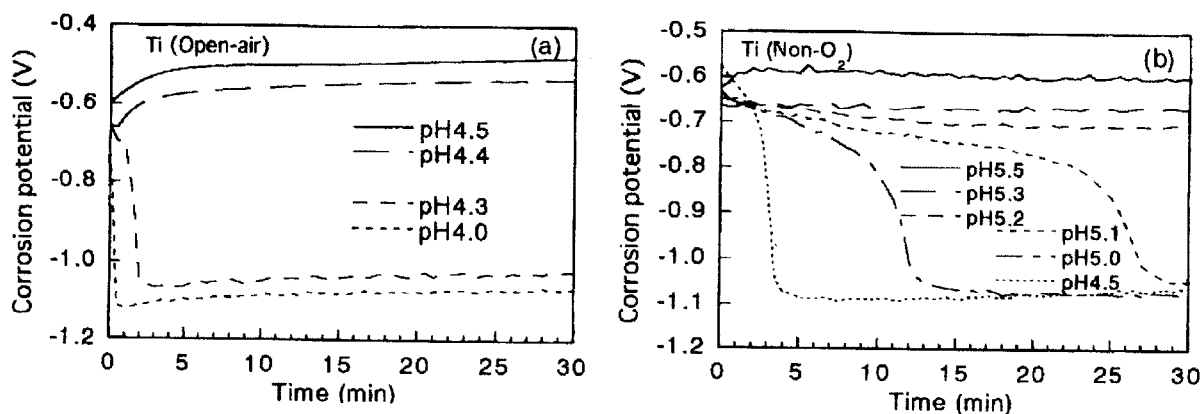 Corrosion potential (V)
-0.4
-0.6
-0.8
-1.0
-1.2
Ti (Open-air)
(a)
pH4.5
pH4.4
pH4.3
pH4.0
0
5
10
15
20
25
30
Time (min)
Corrosion potential (V)
-0.5
-0.6
-0.7
-0.8
-0.9
-1.0
-1.1
-1.2
Ti (Non-O₂)
(b)
pH5.5
pH5.3
pH5.2
pH5.1
pH5.0
pH4.5
0
5
10
15
20
25
30
Time (min)